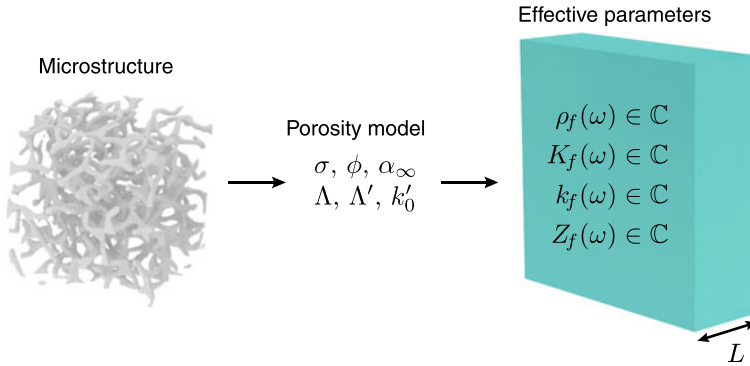 Effective parameters
Microstructure
Porosity model
σ, ϕ, α∞
Λ, Λ′, k′₀
ρf(ω) ∈ ℂ
Kf(ω) ∈ ℂ
kf(ω) ∈ ℂ
Zf(ω) ∈ ℂ
L